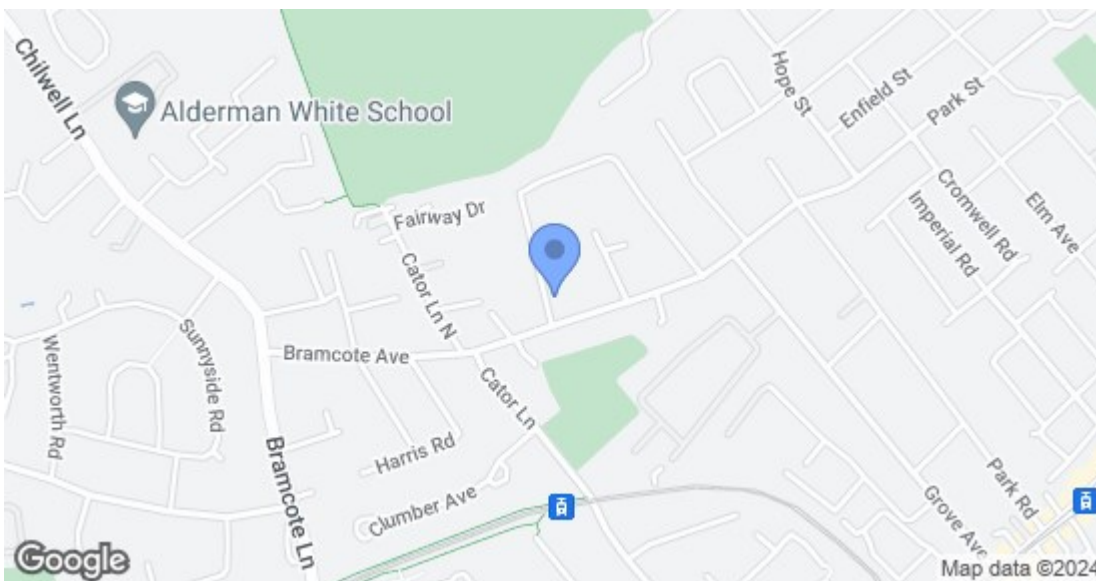 Chilwell Ln
Alderman White School
Hope St
Enfield St
Park St
Fairway Dr
Cator Ln N
Imperial Rd
Cromwell Rd
Elm Ave
Wentworth Rd
Sunnyside Rd
Bramcote Ave
Cator Ln
Bramcote Ln
Harris Rd
Clumber Ave
Grove Ave
Park Rd
Google
Map data ©2024